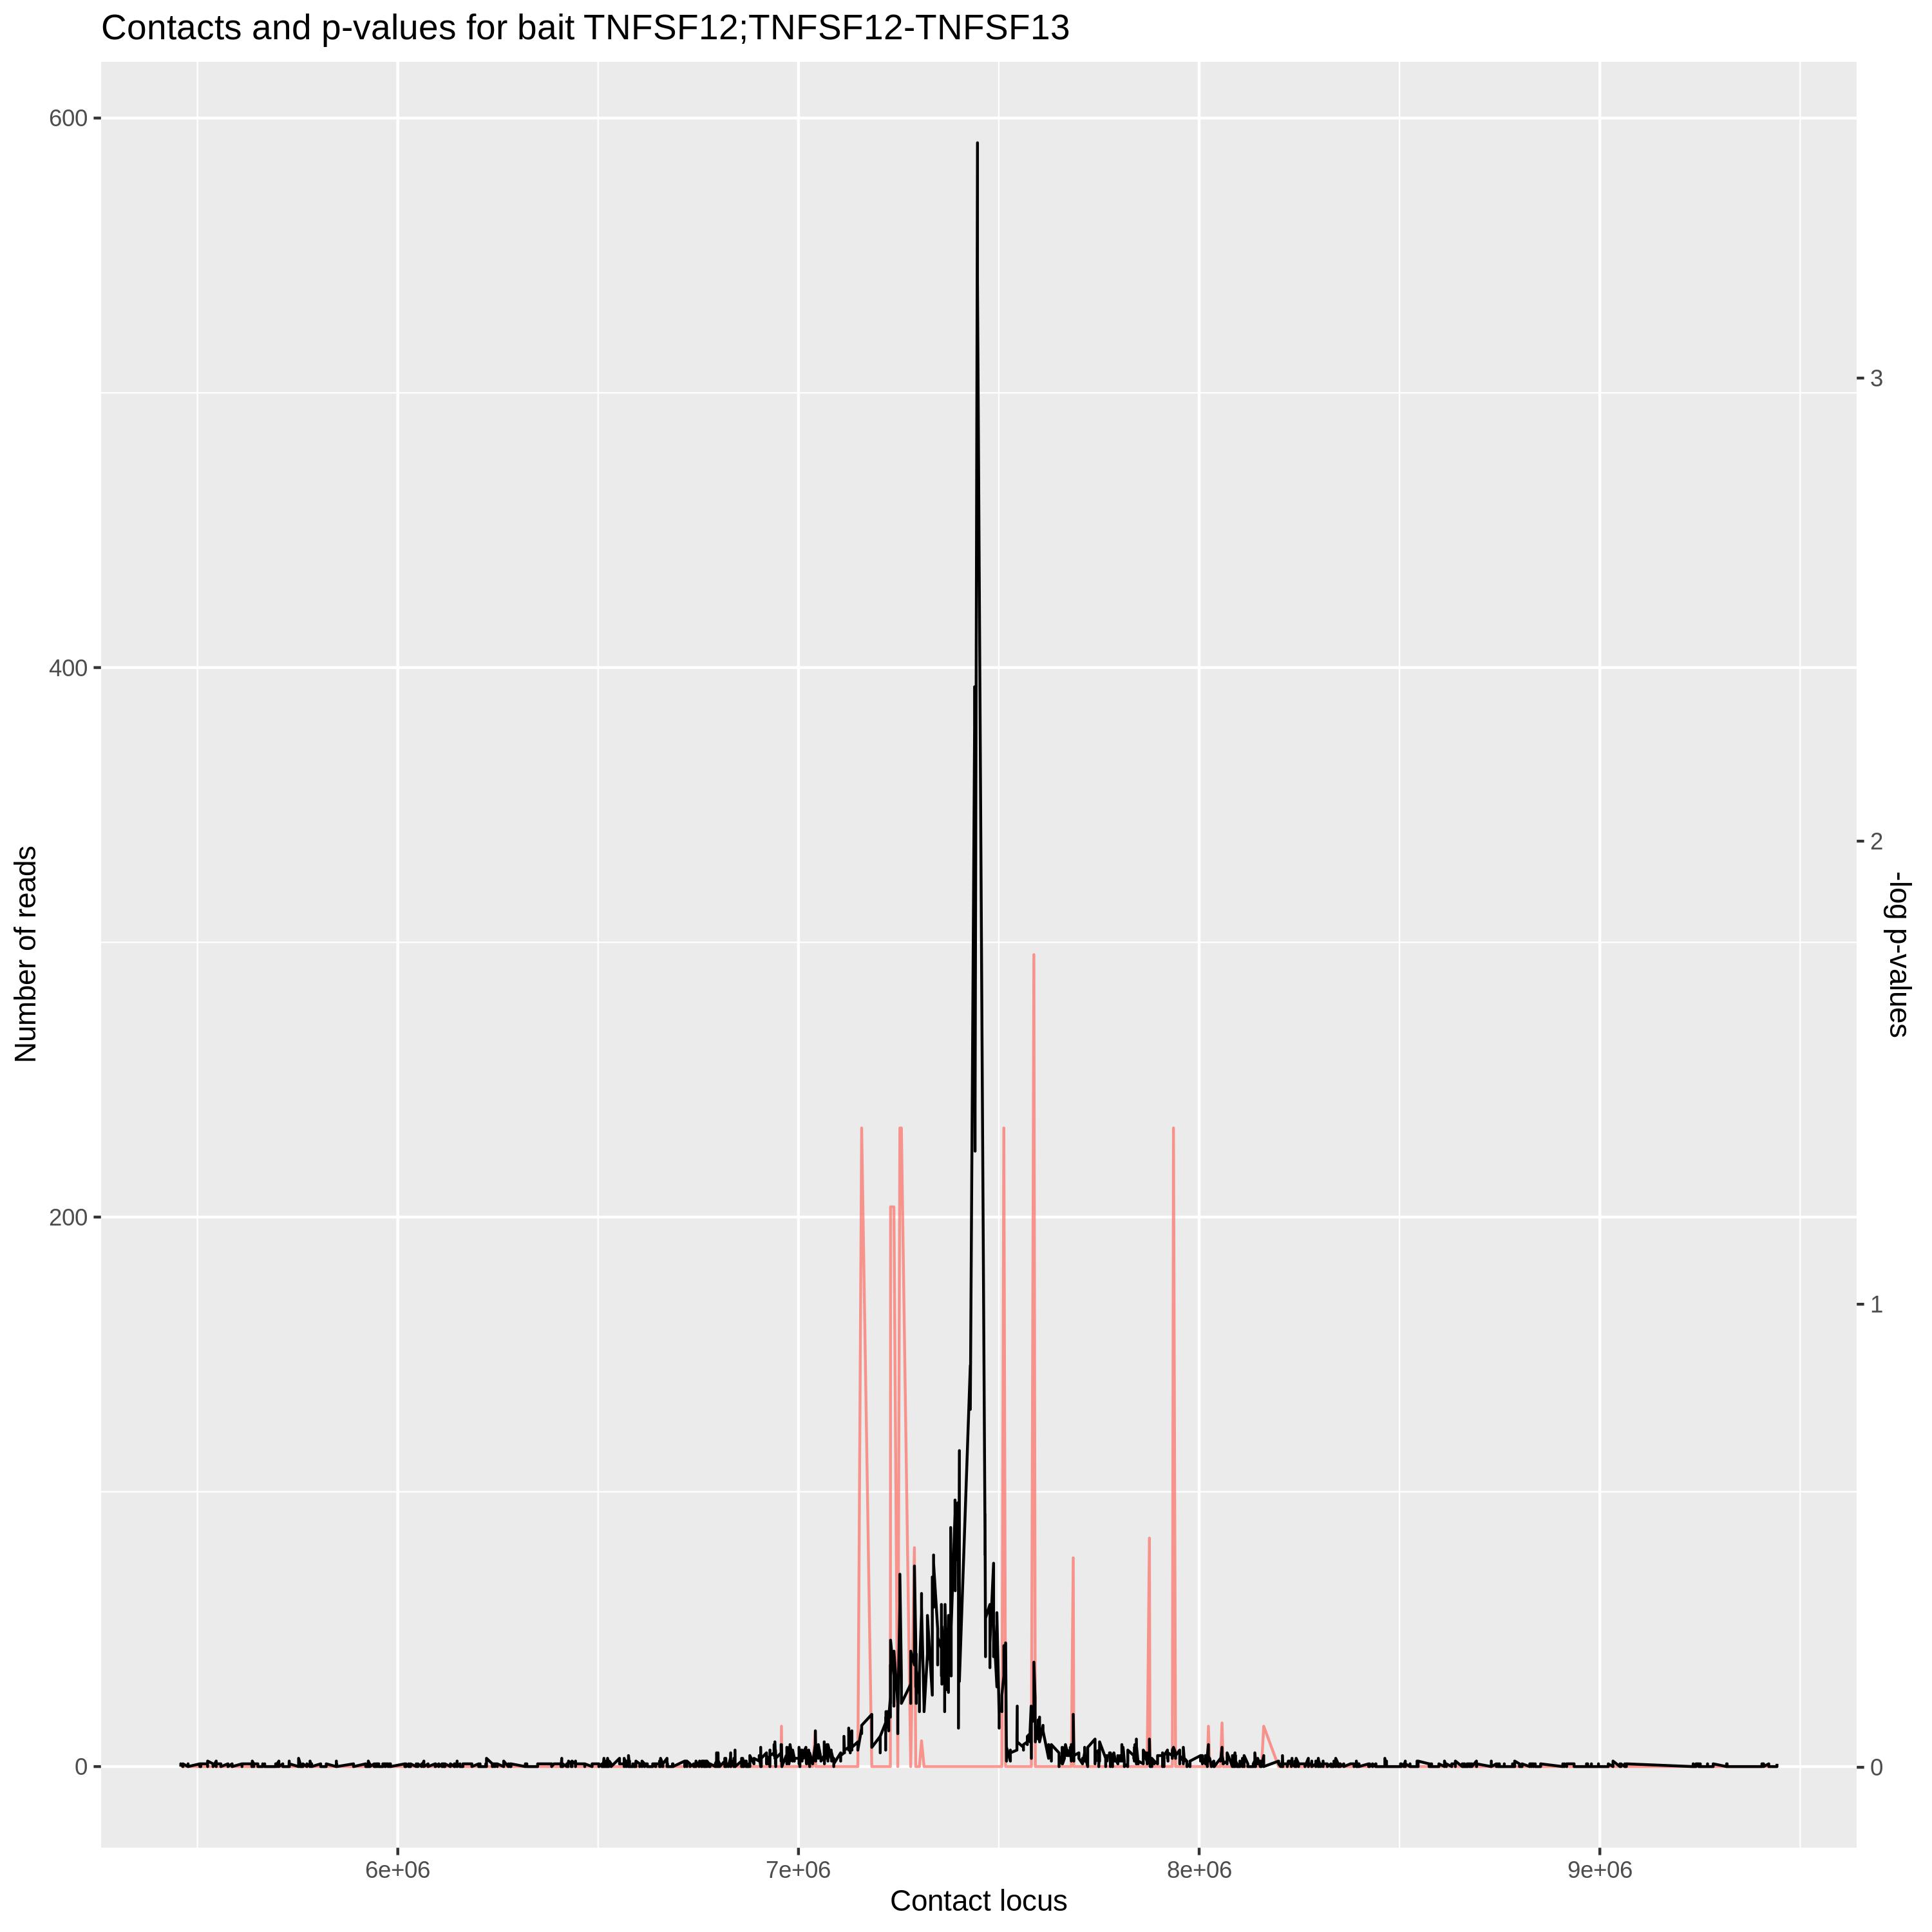 Contacts and p-values for bait TNFSF12;TNFSF12-TNFSF13
600
400
200
0
Number of reads
3
2
1
0
-log p-values
6e+06
7e+06
8e+06
9e+06
Contact locus